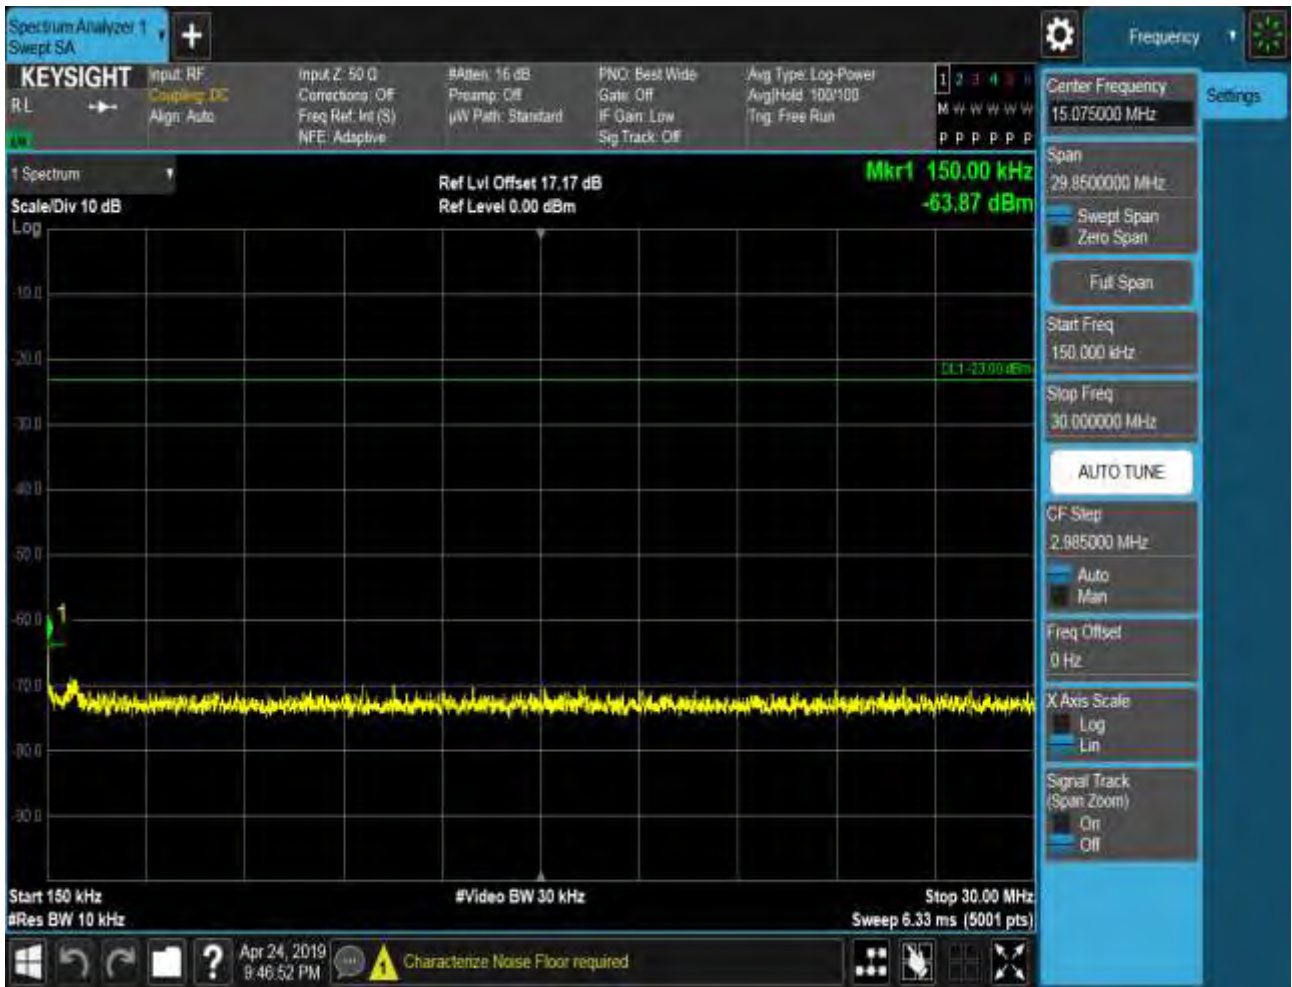 Spectrum Analyzer 1
Swept SA
+
Frequency
KEYSIGHT
RL
Input: RF
Coupling: DC
Align: Auto
Input Z: 50 Ω
Corrections: Off
Freq Ref: Int (S)
NFE: Adaptive
#Atten: 16 dB
Preamp: Off
µW Path: Standard
PNO: Best Wide
Gate: Off
IF Gain: Low
Sig Track: Off
Avg Type: Log-Power
Avg|Hold: 100/100
Trig: Free Run
1 2 3 4 5 6
M W W W W W
P P P P P P
1 Spectrum
Scale/Div 10 dB
Log
Ref Lvl Offset 17.17 dB
Ref Level 0.00 dBm
Mkr1 150.00 kHz
-63.87 dBm
-10.0
-20.0
DL1 -23.00 dBm
-30.0
-40.0
-50.0
-60.0
1
-70.0
-80.0
-90.0
Start 150 kHz
#Video BW 30 kHz
Stop 30.00 MHz
#Res BW 10 kHz
Sweep 6.33 ms (5001 pts)
Center Frequency
15.075000 MHz
Settings
Span
29.8500000 MHz
Swept Span
Zero Span
Full Span
Start Freq
150.000 kHz
Stop Freq
30.000000 MHz
AUTO TUNE
CF Step
2.985000 MHz
Auto
Man
Freq Offset
0 Hz
X Axis Scale
Log
Lin
Signal Track
(Span Zoom)
On
Off
?
Apr 24, 2019
9:46:52 PM
1
Characterize Noise Floor required